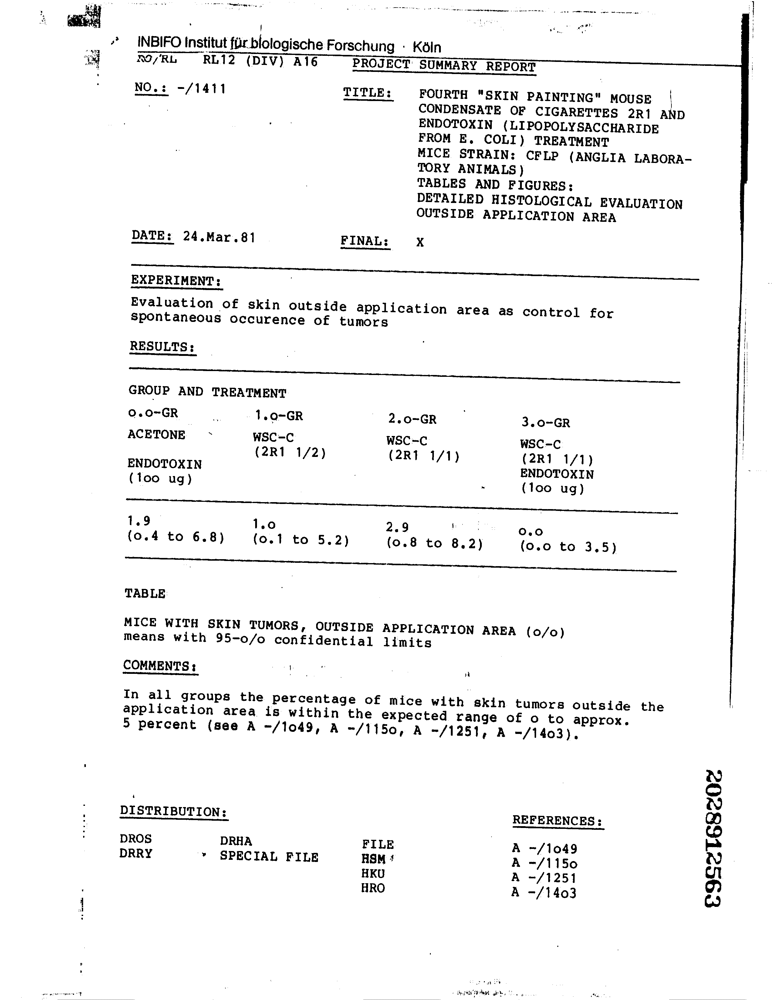 INBIFO Institut für biologische Forschung · Köln
RO/RL RL12 (DIV) A16 PROJECT SUMMARY REPORT
NO.: -/1411 TITLE: FOURTH "SKIN PAINTING" MOUSE
CONDENSATE OF CIGARETTES 2R1 AND
ENDOTOXIN (LIPOPOLYSACCHARIDE
FROM E. COLI) TREATMENT
MICE STRAIN: CFLP (ANGLIA LABORA-
TORY ANIMALS)
TABLES AND FIGURES:
DETAILED HISTOLOGICAL EVALUATION
OUTSIDE APPLICATION AREA
DATE: 24.Mar.81 FINAL: X
EXPERIMENT:
Evaluation of skin outside application area as control for
spontaneous occurence of tumors
RESULTS:
GROUP AND TREATMENT
o.o-GR 1.o-GR 2.o-GR 3.o-GR
ACETONE WSC-C WSC-C WSC-C
(2R1 1/2) (2R1 1/1) (2R1 1/1)
ENDOTOXIN ENDOTOXIN
(1oo ug) (1oo ug)
1.9 1.o 2.9 o.o
(o.4 to 6.8) (o.1 to 5.2) (o.8 to 8.2) (o.o to 3.5)
TABLE
MICE WITH SKIN TUMORS, OUTSIDE APPLICATION AREA (o/o)
means with 95-o/o confidential limits
COMMENTS:
In all groups the percentage of mice with skin tumors outside the
application area is within the expected range of o to approx.
5 percent (see A -/1o49, A -/115o, A -/1251, A -/14o3).
DISTRIBUTION: REFERENCES:
DROS DRHA FILE A -/1o49
DRRY SPECIAL FILE HSM A -/115o
HKU A -/1251
HRO A -/14o3
2028912563